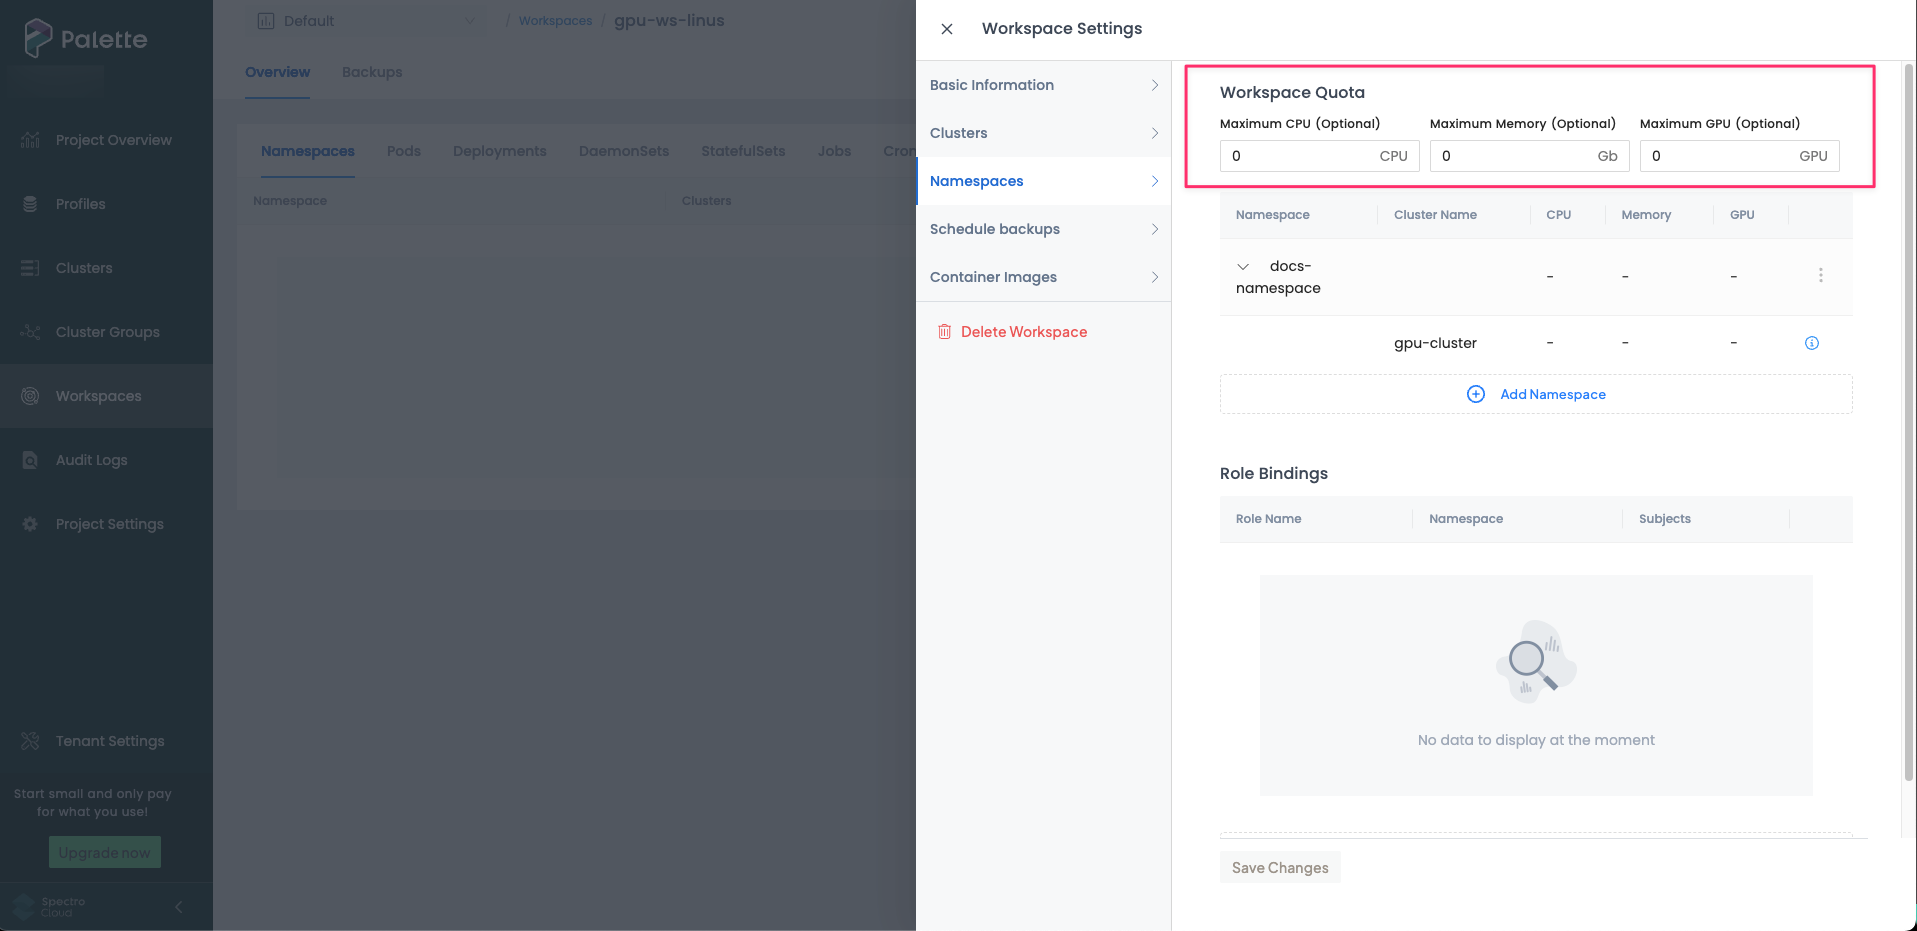 Palette
Default
/ Workspaces / gpu-ws-linus
Overview
Backups
Project Overview
Profiles
Clusters
Cluster Groups
Workspaces
Audit Logs
Project Settings
Tenant Settings
Start small and only pay
for what you use!
Upgrade now
Spectro
Cloud
Namespaces Pods Deployments DaemonSets StatefulSets Jobs Cron
Namespace Clusters
Workspace Settings
Basic Information
Clusters
Namespaces
Schedule backups
Container Images
Delete Workspace
Workspace Quota
Maximum CPU (Optional) Maximum Memory (Optional) Maximum GPU (Optional)
0 CPU 0 Gb 0 GPU
Namespace Cluster Name CPU Memory GPU
docs-
namespace - - -
gpu-cluster - - -
Add Namespace
Role Bindings
Role Name Namespace Subjects
No data to display at the moment
Save Changes